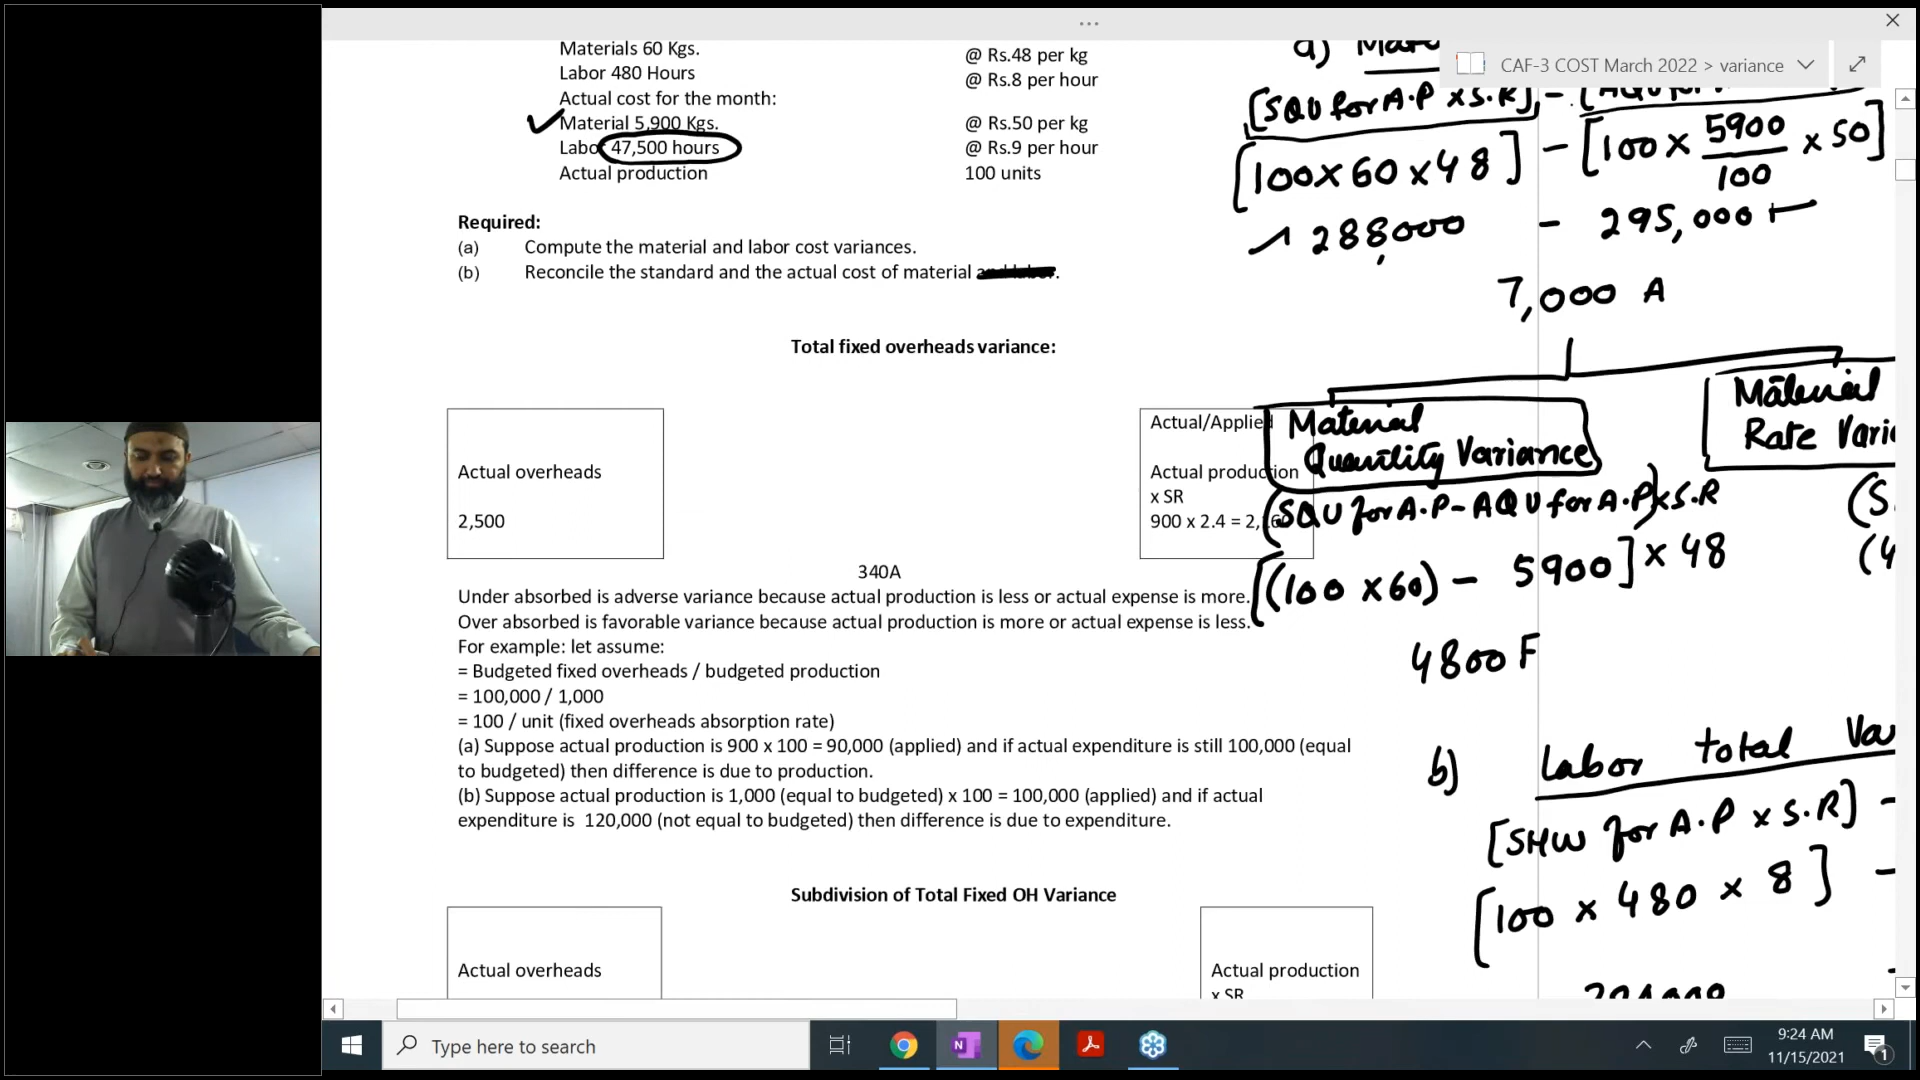 CAF-3 COST March 2022 > variance
Materials 60 Kgs. @ Rs.48 per kg
Labor 480 Hours @ Rs.8 per hour
Actual cost for the month:
Material 5,900 Kgs. @ Rs.50 per kg
Labor 47,500 hours @ Rs.9 per hour
Actual production 100 units
Required:
(a) Compute the material and labor cost variances.
(b) Reconcile the standard and the actual cost of material
Total fixed overheads variance:
Actual overheads
2,500
Actual/Applied
Actual production
x SR
900 x 2.4 = 2,
340A
Under absorbed is adverse variance because actual production is less or actual expense is more.
Over absorbed is favorable variance because actual production is more or actual expense is less.
For example: let assume:
= Budgeted fixed overheads / budgeted production
= 100,000 / 1,000
= 100 / unit (fixed overheads absorption rate)
(a) Suppose actual production is 900 x 100 = 90,000 (applied) and if actual expenditure is still 100,000 (equal
to budgeted) then difference is due to production.
(b) Suppose actual production is 1,000 (equal to budgeted) x 100 = 100,000 (applied) and if actual
expenditure is 120,000 (not equal to budgeted) then difference is due to expenditure.
Subdivision of Total Fixed OH Variance
Actual overheads
Actual production
x SR
a)
[SQU for A.P x S.R] -
[100 x 60 x 48] - [100 x 5900/100 x 50]
288,000 - 295,000
7,000 A
Material
Quantity Variance
Material
Rate Vari
(SQU for A.P - AQU for A.P) x S.R
(S.
[(100 x 60) - 5900] x 48
(4
4800 F
b) Labor total Va
[SHW for A.P x S.R] -
[100 x 480 x 8] -
Type here to search
9:24 AM
11/15/2021
1